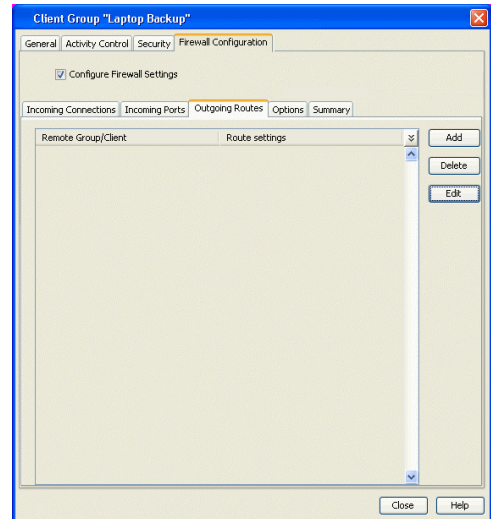 Client Group "Laptop Backup"
General Activity Control Security Firewall Configuration
Configure Firewall Settings
Incoming Connections Incoming Ports Outgoing Routes Options Summary
Remote Group/Client Route settings
Add
Delete
Edit
Close Help